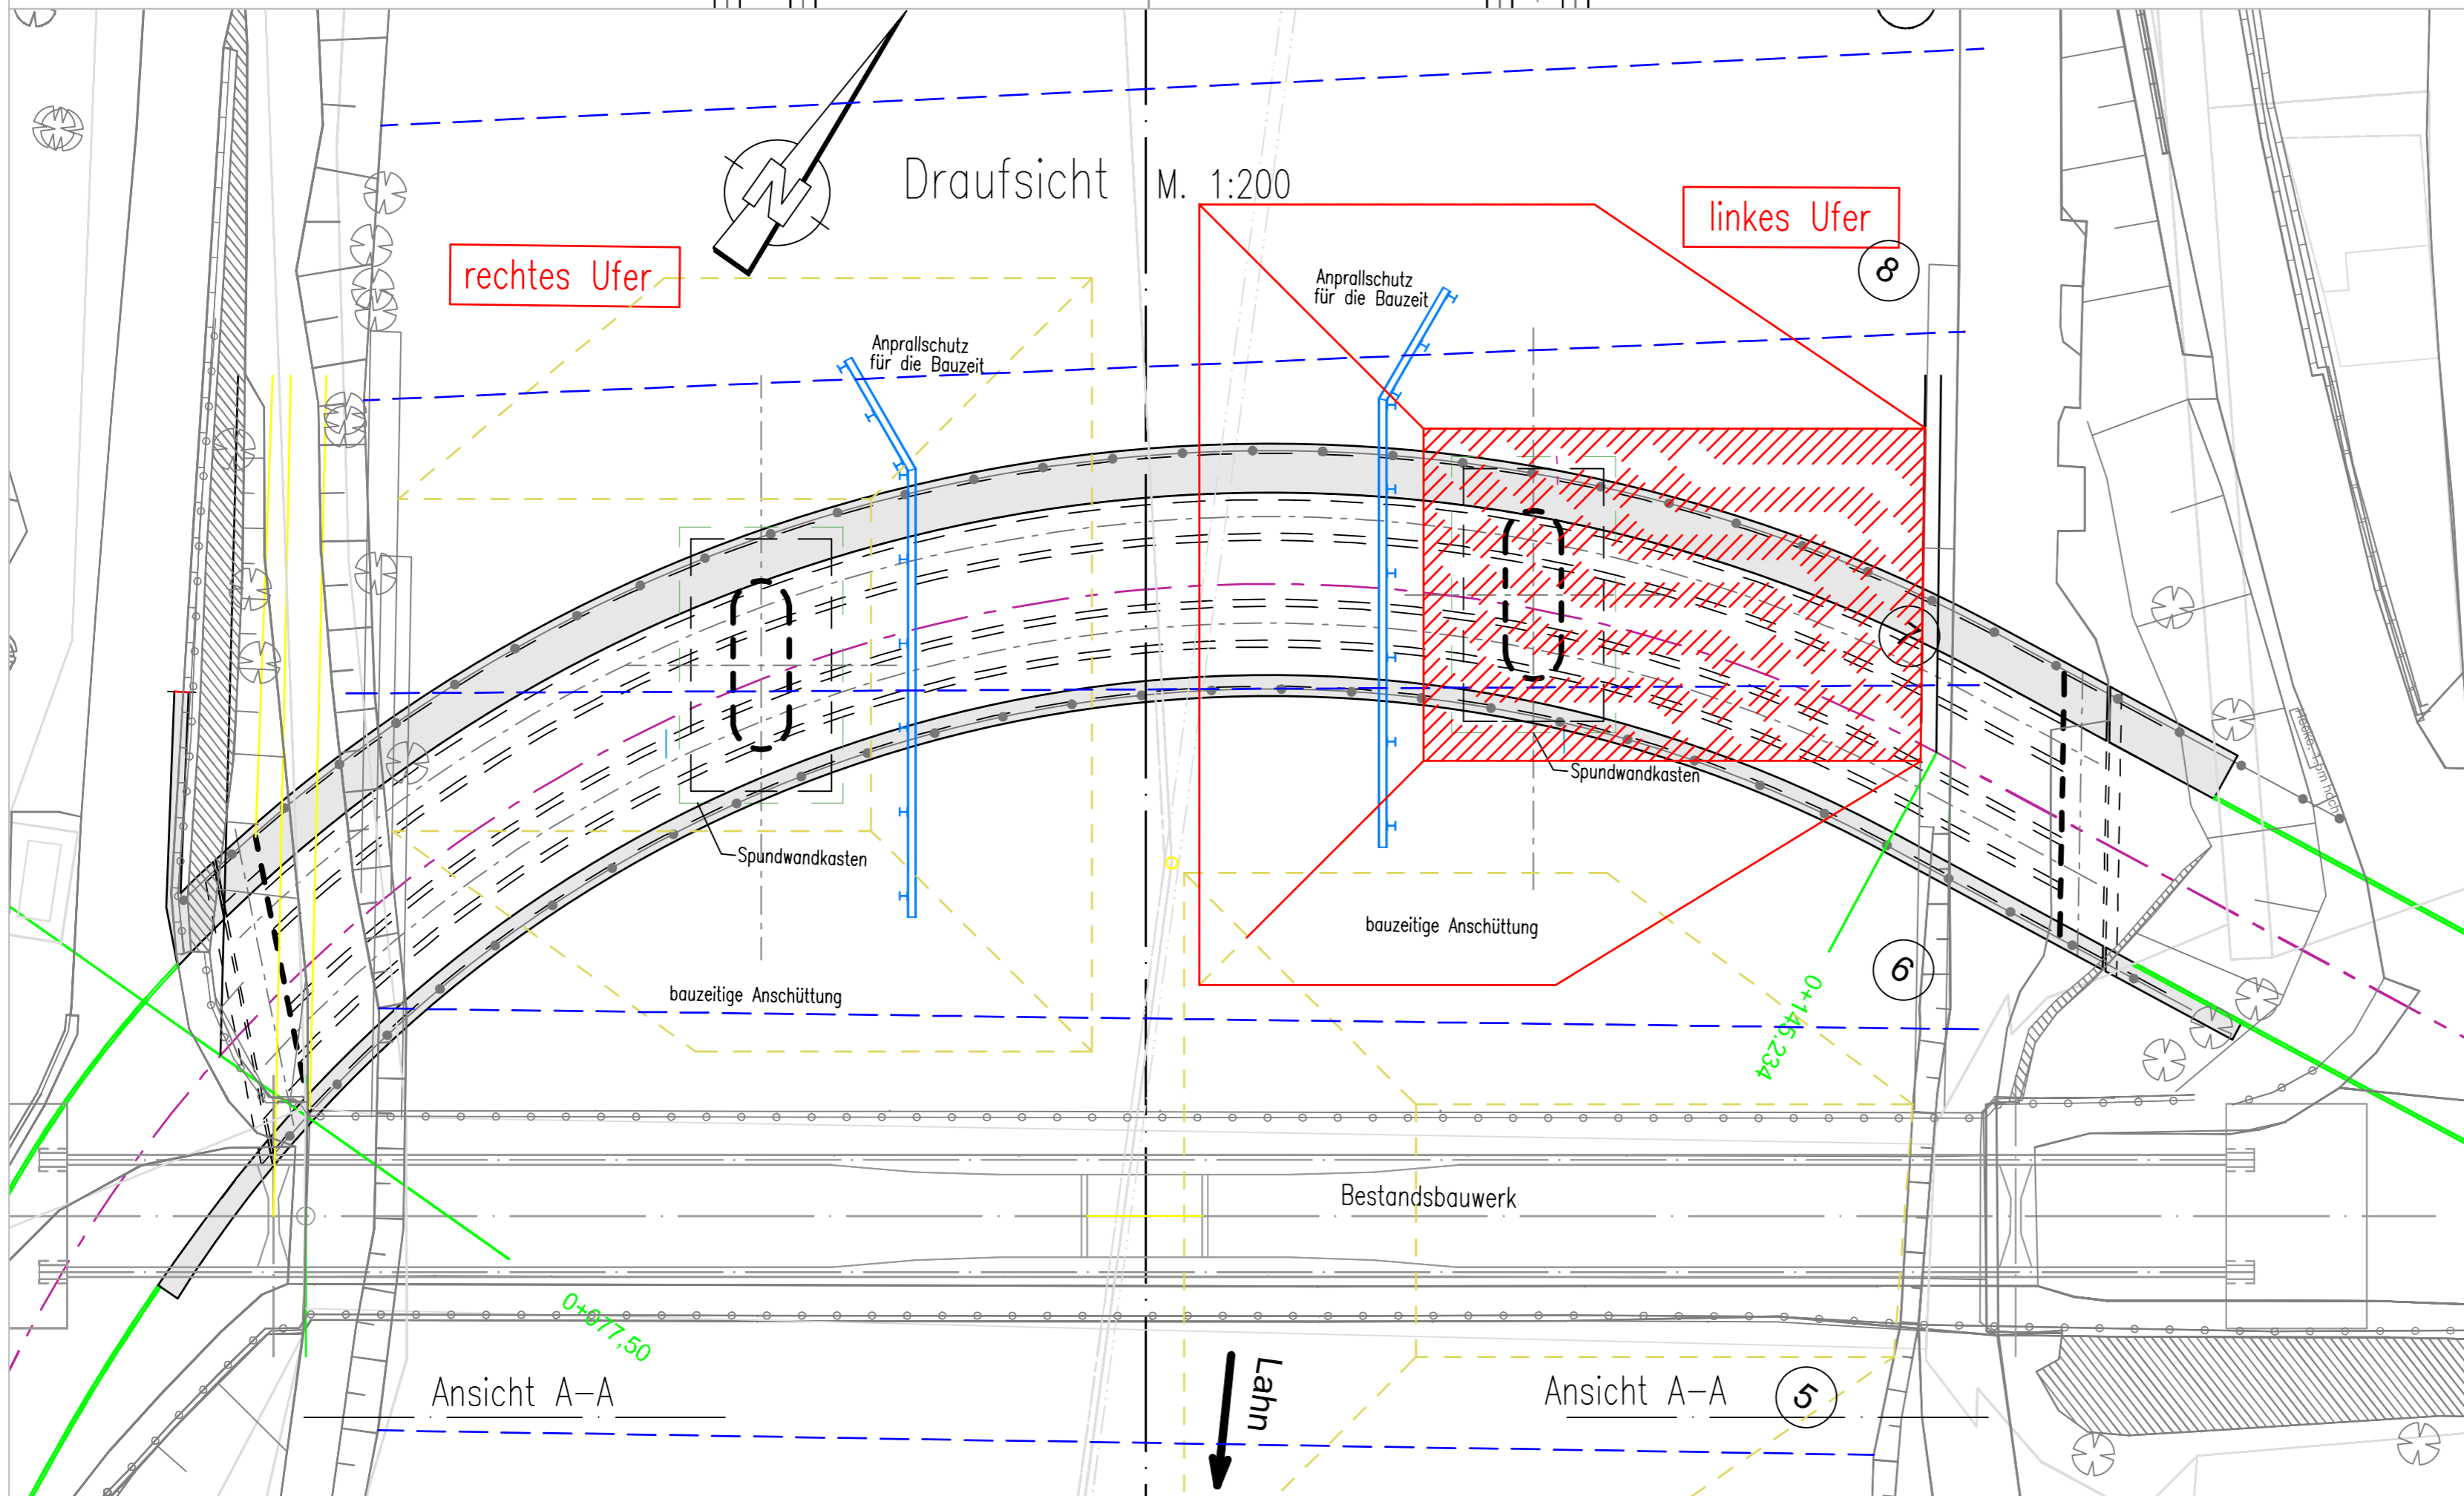 N
Draufsicht M. 1:200
linkes Ufer
rechtes Ufer
8
Anprallschutz
für die Bauzeit
Anprallschutz
für die Bauzeit
7
Spundwandkasten
Spundwandkasten
bauzeitige Anschüttung
bauzeitige Anschüttung
6
0+145.234
Bestandsbauwerk
0+077,50
Lahn
Ansicht A-A
Ansicht A-A
5